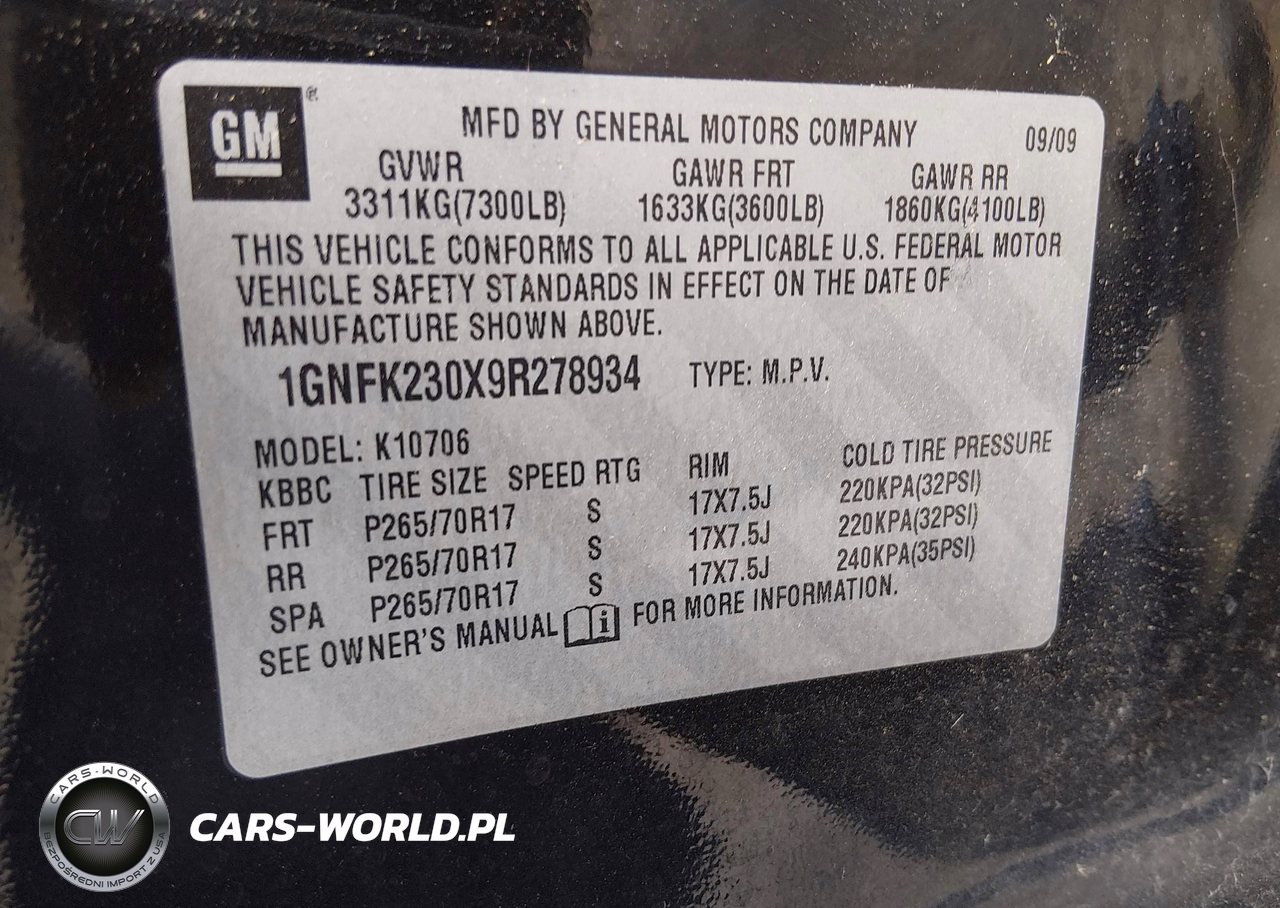 GM ®
MFD BY GENERAL MOTORS COMPANY 09/09
GVWR GAWR FRT GAWR RR
3311KG(7300LB) 1633KG(3600LB) 1860KG(4100LB)
THIS VEHICLE CONFORMS TO ALL APPLICABLE U.S. FEDERAL MOTOR
VEHICLE SAFETY STANDARDS IN EFFECT ON THE DATE OF
MANUFACTURE SHOWN ABOVE.
1GNFK230X9R278934 TYPE: M.P.V.
MODEL: K10706
KBBC TIRE SIZE SPEED RTG RIM COLD TIRE PRESSURE
FRT P265/70R17 S 17X7.5J 220KPA(32PSI)
RR P265/70R17 S 17X7.5J 220KPA(32PSI)
SPA P265/70R17 S 17X7.5J 240KPA(35PSI)
SEE OWNER'S MANUAL i FOR MORE INFORMATION.
CARS-WORLD
CW
BEZPOŚREDNI IMPORT Z USA
CARS-WORLD.PL